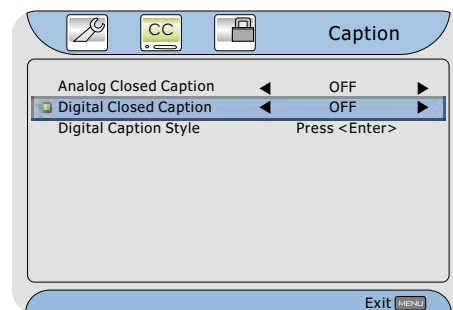 CC
Caption
Analog Closed Caption ◀ OFF ▶
Digital Closed Caption ◀ OFF ▶
Digital Caption Style Press <Enter>
Exit MENU